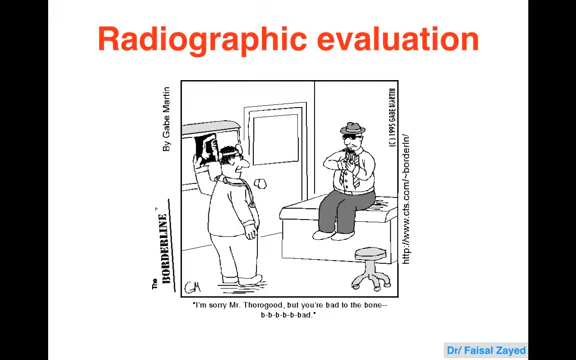 Radiographic evaluation
By Gabe Martin
The BORDERLINE
(C) 1995 GABE MARTIN
http://www.cts.com/~borderln/
GM
"I'm sorry Mr. Thorogood, but you're bad to the bone--
b-b-b-b-b-bad."
Dr/ Faisal Zayed